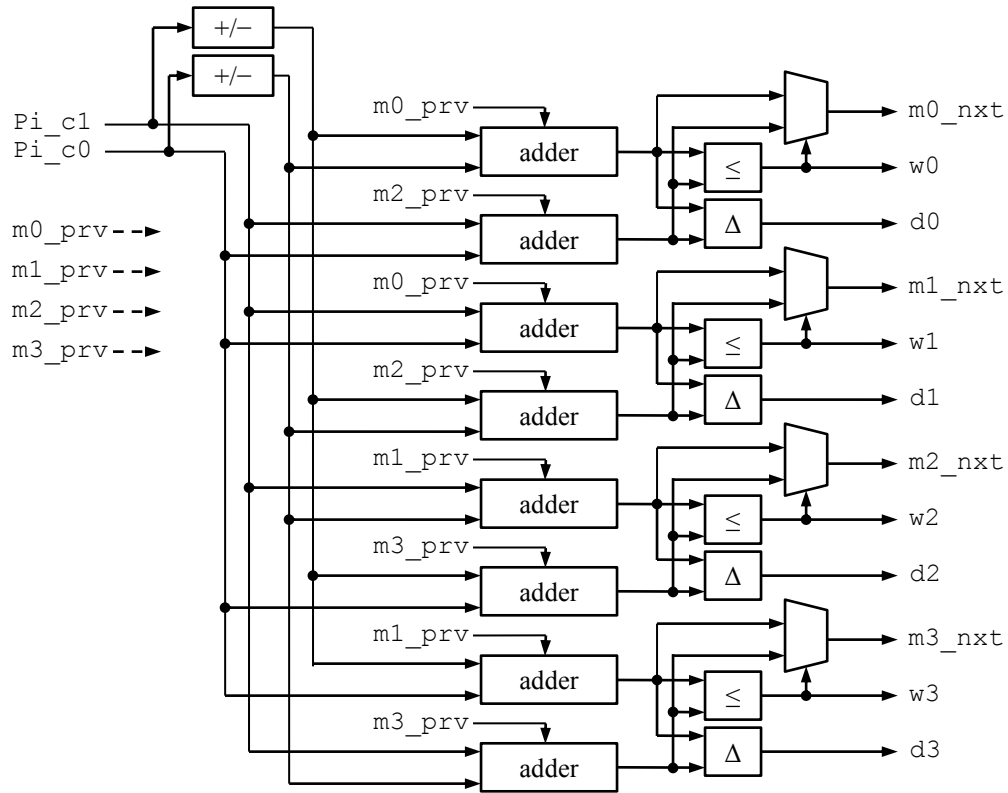 +/−
+/−
m0_prv
m0_nxt
Pi_c1
adder
Pi_c0
≤
w0
m2_prv
Δ
d0
m0_prv
adder
m1_prv
m0_prv
m1_nxt
m2_prv
adder
≤
w1
m3_prv
m2_prv
Δ
d1
adder
m1_prv
m2_nxt
adder
≤
w2
m3_prv
Δ
d2
adder
m1_prv
m3_nxt
adder
≤
w3
m3_prv
Δ
d3
adder